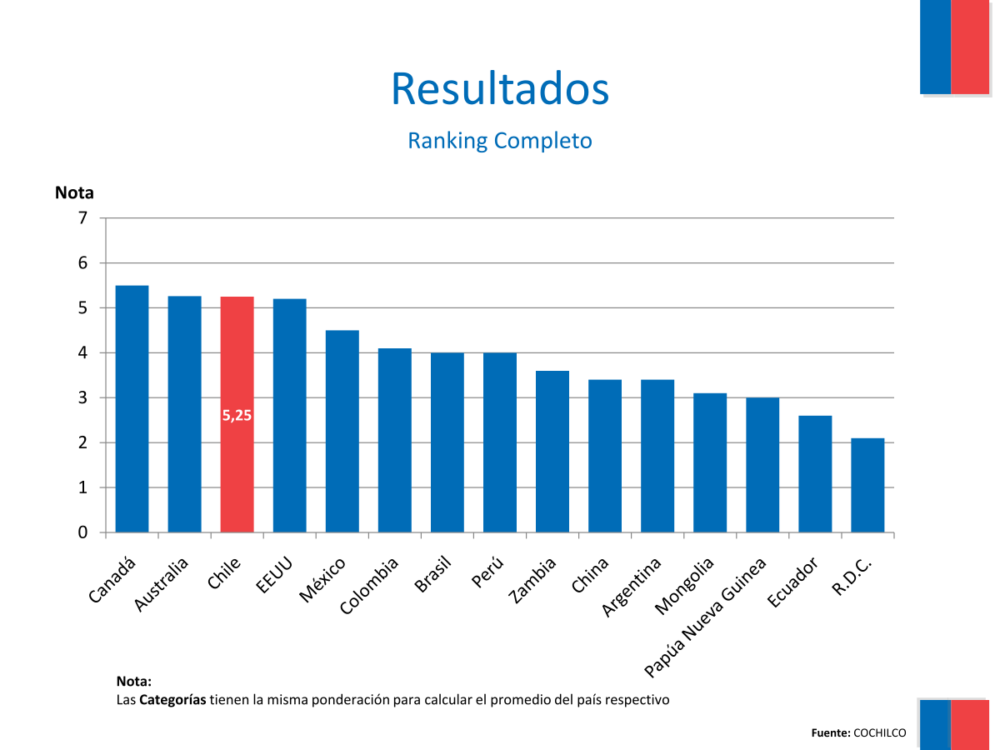 Resultados
Ranking Completo
Nota
7
6
5
4
3
2
1
0
5,25
Canadá
Australia
Chile
EEUU
México
Colombia
Brasil
Perú
Zambia
China
Argentina
Mongolia
Papúa Nueva Guinea
Ecuador
R.D.C.
Nota:
Las Categorías tienen la misma ponderación para calcular el promedio del país respectivo
Fuente: COCHILCO